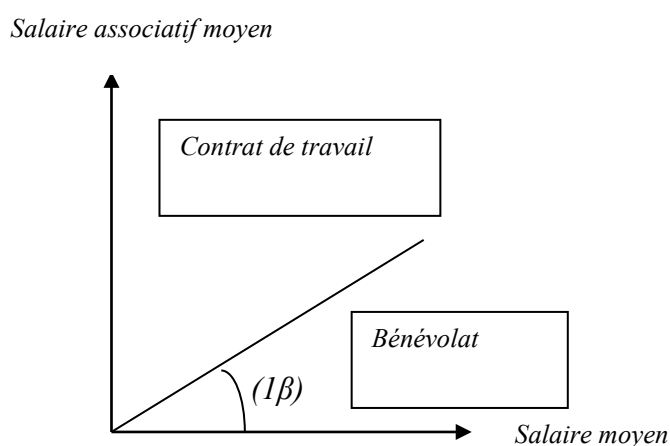 Salaire associatif moyen
Contrat de travail
Bénévolat
(1β)
Salaire moyen